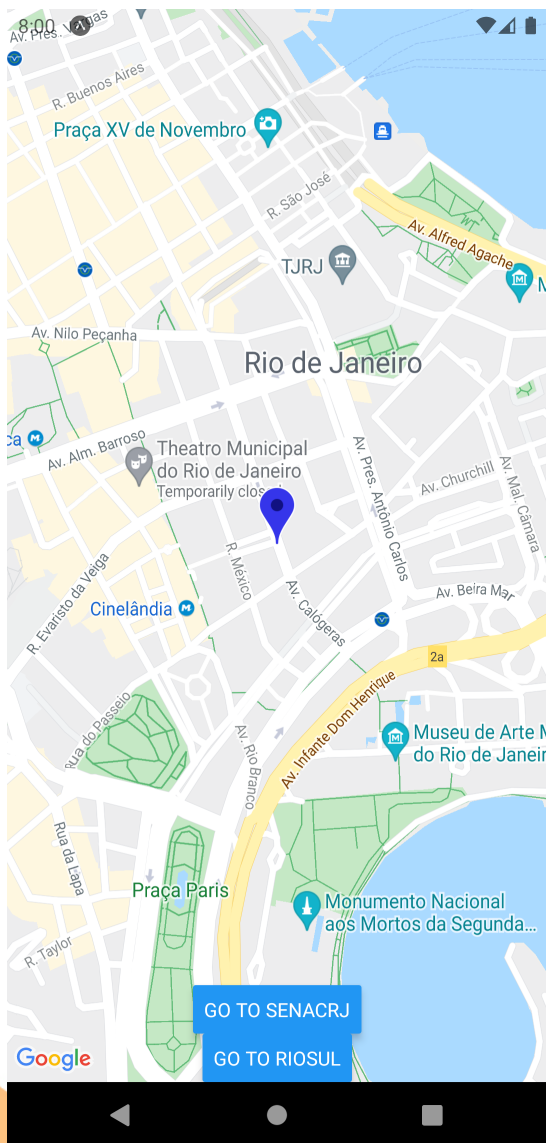 8:00
Av. Pres. Vargas
R. Buenos Aires
Praça XV de Novembro
R. São José
Av. Alfred Agache
TJRJ
M
Av. Nilo Peçanha
Rio de Janeiro
ca
Av. Alm. Barroso
Theatro Municipal
do Rio de Janeiro
Temporarily clos
Av. Pres. Antônio Carlos
Av. Churchill
Av. Mal. Câmara
R. México
R. Evaristo da Veiga
Av. Calógeras
Av. Beira Mar
Cinelândia
2a
Av. Infante Dom Henrique
Rua do Passeio
Av. Rio Branco
Museu de Arte M
do Rio de Janeir
Rua da Lapa
Praça Paris
Monumento Nacional
aos Mortos da Segunda...
R. Taylor
GO TO SENACRJ
GO TO RIOSUL
Google